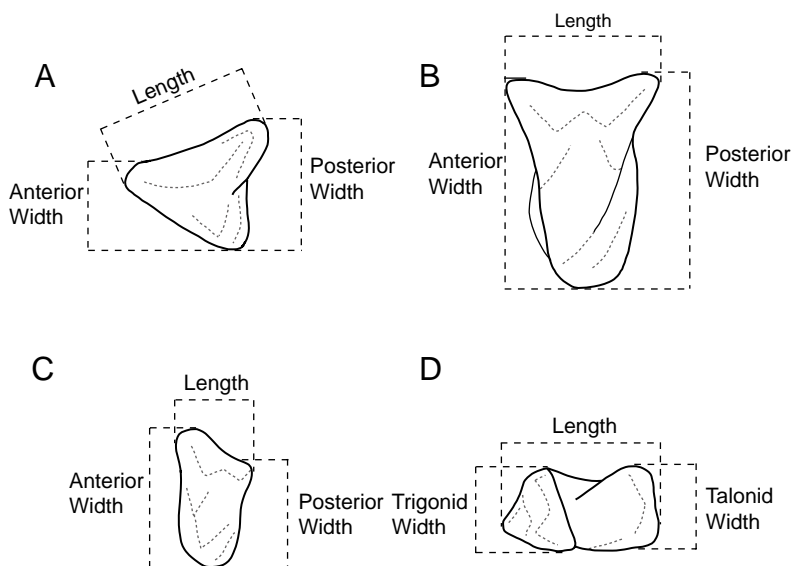 A
Length
Anterior
Width
Posterior
Width
B
Length
Anterior
Width
Posterior
Width
C
Length
Anterior
Width
Posterior
Width
D
Length
Trigonid
Width
Talonid
Width